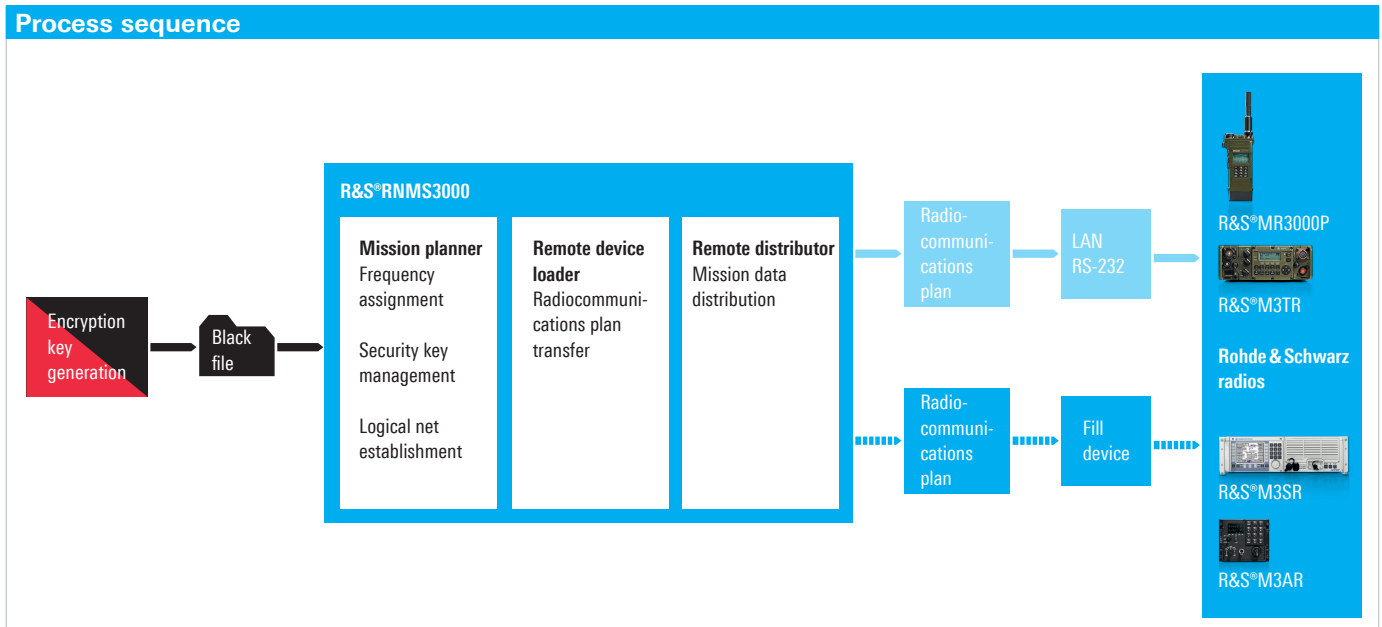 Process sequence
Encryption
key
generation
Black
file
R&S®RNMS3000
Mission planner
Frequency
assignment
Security key
management
Logical net
establishment
Remote device
loader
Radiocommuni-
cations plan
transfer
Remote distributor
Mission data
distribution
Radio-
communi-
cations
plan
LAN
RS-232
Radio-
communi-
cations
plan
Fill
device
R&S®MR3000P
R&S®M3TR
Rohde & Schwarz
radios
R&S®M3SR
R&S®M3AR